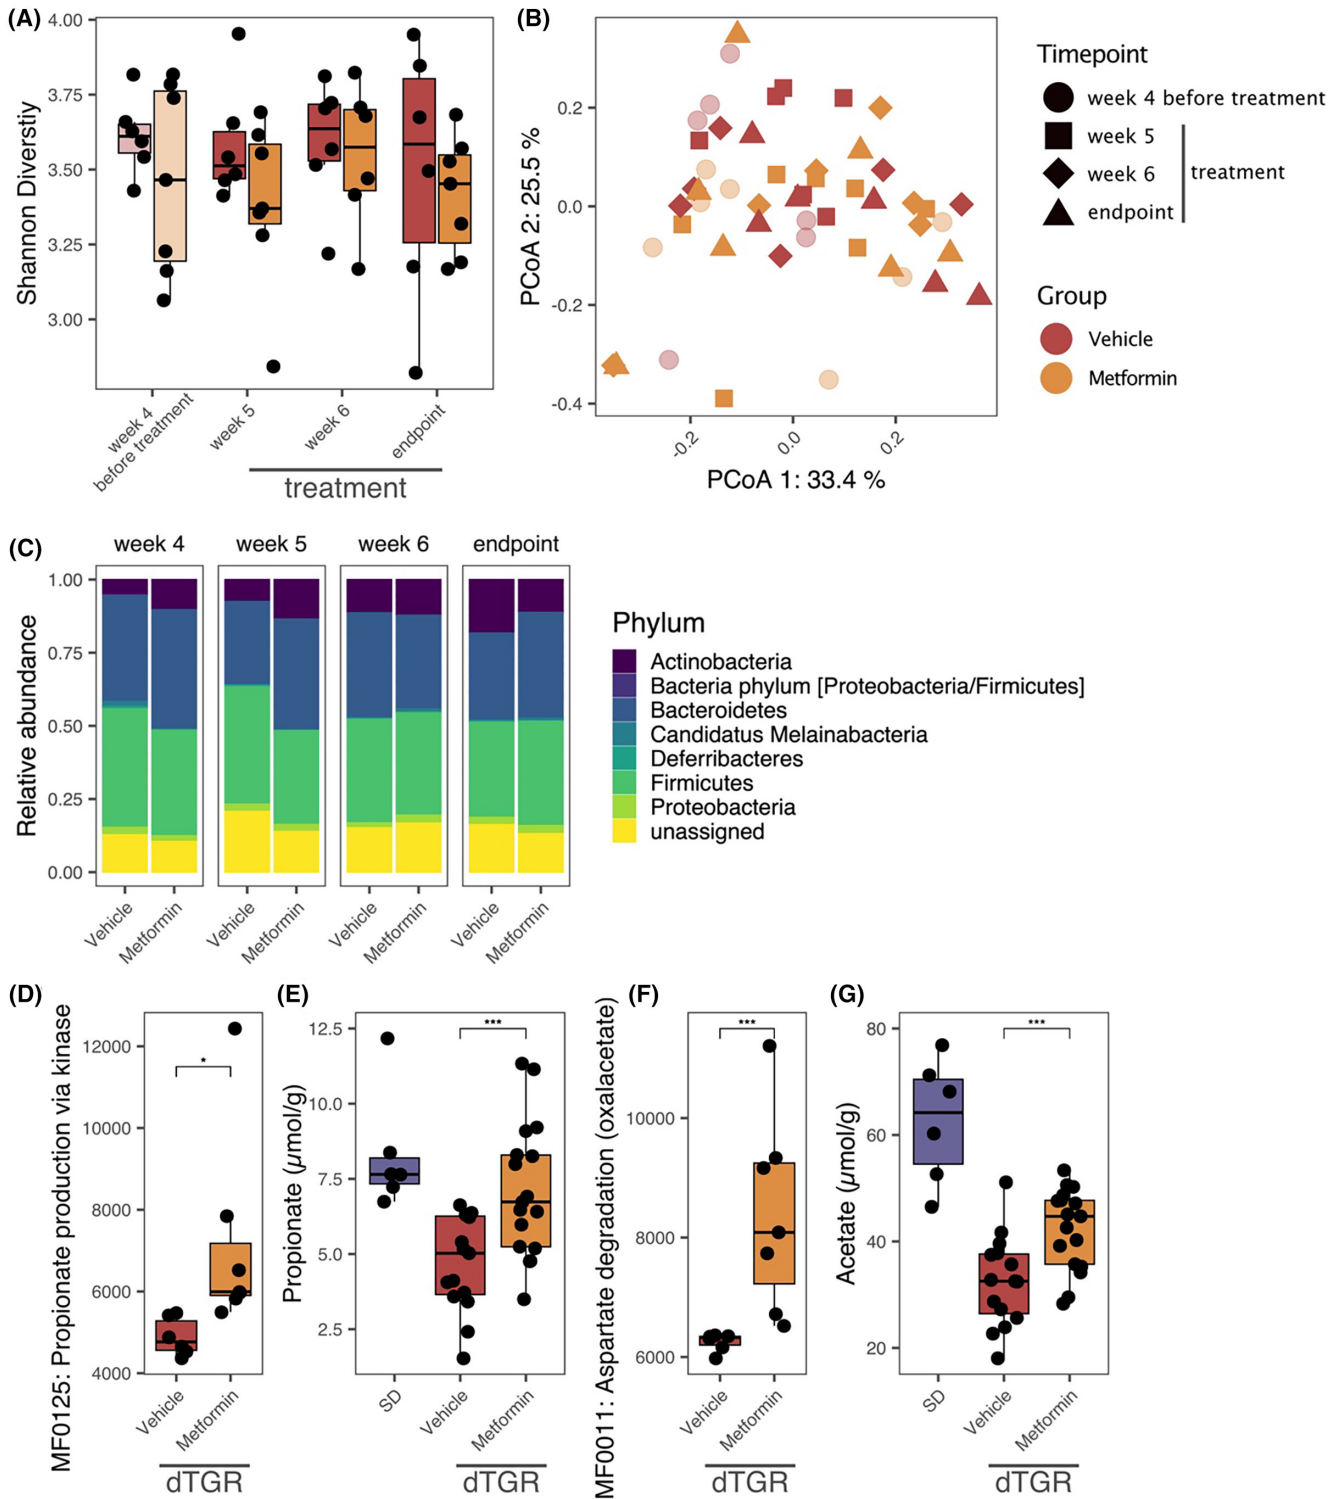 (A)
Shannon Diverstiy
4.00
3.75
3.50
3.25
3.00
week 4
before treatment
week 5
week 6
endpoint
treatment
(B)
PCoA 2: 25.5 %
0.2
0.0
-0.2
-0.4
-0.2
0.0
0.2
PCoA 1: 33.4 %
Timepoint
week 4 before treatment
week 5
week 6
endpoint
treatment
Group
Vehicle
Metformin
(C)
week 4
week 5
week 6
endpoint
Relative abundance
1.00
0.75
0.50
0.25
0.00
Vehicle
Metformin
Vehicle
Metformin
Vehicle
Metformin
Vehicle
Metformin
Phylum
Actinobacteria
Bacteria phylum [Proteobacteria/Firmicutes]
Bacteroidetes
Candidatus Melainabacteria
Deferribacteres
Firmicutes
Proteobacteria
unassigned
(D)
MF0125: Propionate production via kinase
12000
10000
8000
6000
4000
*
Vehicle
Metformin
dTGR
(E)
Propionate (µmol/g)
12.5
10.0
7.5
5.0
2.5
***
SD
Vehicle
Metformin
dTGR
(F)
MF0011: Aspartate degradation (oxalacetate)
10000
8000
6000
***
Vehicle
Metformin
dTGR
(G)
Acetate (µmol/g)
80
60
40
20
***
SD
Vehicle
Metformin
dTGR